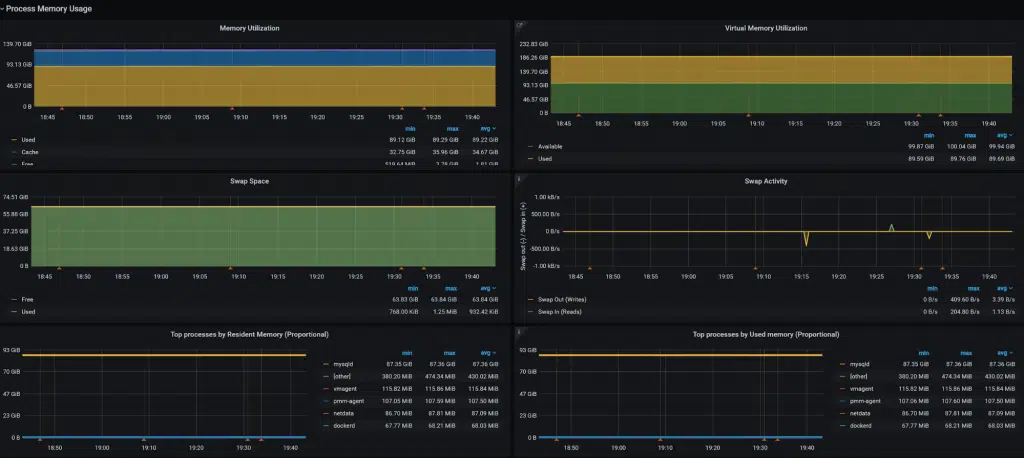 Process Memory Usage
Memory Utilization
139.70 GiB
93.13 GiB
46.57 GiB
0 B
18:45 18:50 18:55 19:00 19:05 19:10 19:15 19:20 19:25 19:30 19:35 19:40
min max avg
Used 89.12 GiB 89.29 GiB 89.22 GiB
Cache 32.75 GiB 35.96 GiB 34.67 GiB
Free
Virtual Memory Utilization
232.83 GiB
186.26 GiB
139.70 GiB
93.13 GiB
46.57 GiB
0 B
18:45 18:50 18:55 19:00 19:05 19:10 19:15 19:20 19:25 19:30 19:35 19:40
min max avg
Available 99.87 GiB 100.04 GiB 99.94 GiB
Used 89.59 GiB 89.76 GiB 89.69 GiB
Swap Space
74.51 GiB
55.88 GiB
37.25 GiB
18.63 GiB
0 B
18:45 18:50 18:55 19:00 19:05 19:10 19:15 19:20 19:25 19:30 19:35 19:40
min max avg
Free 63.83 GiB 63.84 GiB 63.84 GiB
Used 768.00 KiB 1.25 MiB 932.42 KiB
Swap Activity
Swap out (-) / Swap in (+)
1.00 kB/s
500.00 B/s
0 B/s
-500.00 B/s
-1.00 kB/s
18:45 18:50 18:55 19:00 19:05 19:10 19:15 19:20 19:25 19:30 19:35 19:40
min max avg
Swap Out (Writes) 0 B/s 409.60 B/s 3.39 B/s
Swap In (Reads) 0 B/s 204.80 B/s 1.13 B/s
Top processes by Resident Memory (Proportional)
93 GiB
70 GiB
47 GiB
23 GiB
0 B
18:50 19:00 19:10 19:20 19:30 19:40
min max avg
mysqld 87.35 GiB 87.36 GiB 87.36 GiB
[other] 380.20 MiB 474.34 MiB 430.02 MiB
vmagent 115.82 MiB 115.86 MiB 115.84 MiB
pmm-agent 107.05 MiB 107.59 MiB 107.50 MiB
netdata 86.70 MiB 87.81 MiB 87.09 MiB
dockerd 67.77 MiB 68.21 MiB 68.03 MiB
Top processes by Used memory (Proportional)
93 GiB
70 GiB
47 GiB
23 GiB
0 B
18:50 19:00 19:10 19:20 19:30 19:40
min max avg
mysqld 87.35 GiB 87.36 GiB 87.36 GiB
[other] 380.20 MiB 474.34 MiB 430.02 MiB
vmagent 115.82 MiB 115.86 MiB 115.84 MiB
pmm-agent 107.06 MiB 107.60 MiB 107.50 MiB
netdata 86.70 MiB 87.81 MiB 87.09 MiB
dockerd 67.77 MiB 68.21 MiB 68.03 MiB